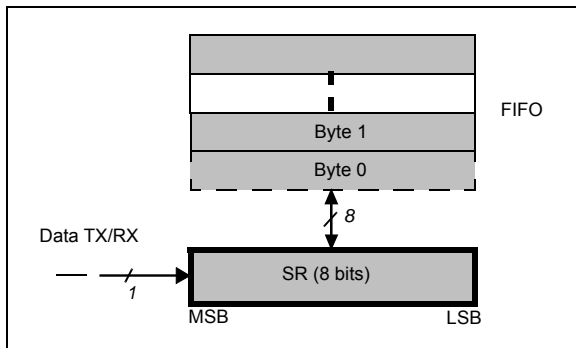 FIFO
Byte 1
Byte 0
8
Data TX/RX
1
SR (8 bits)
MSB
LSB